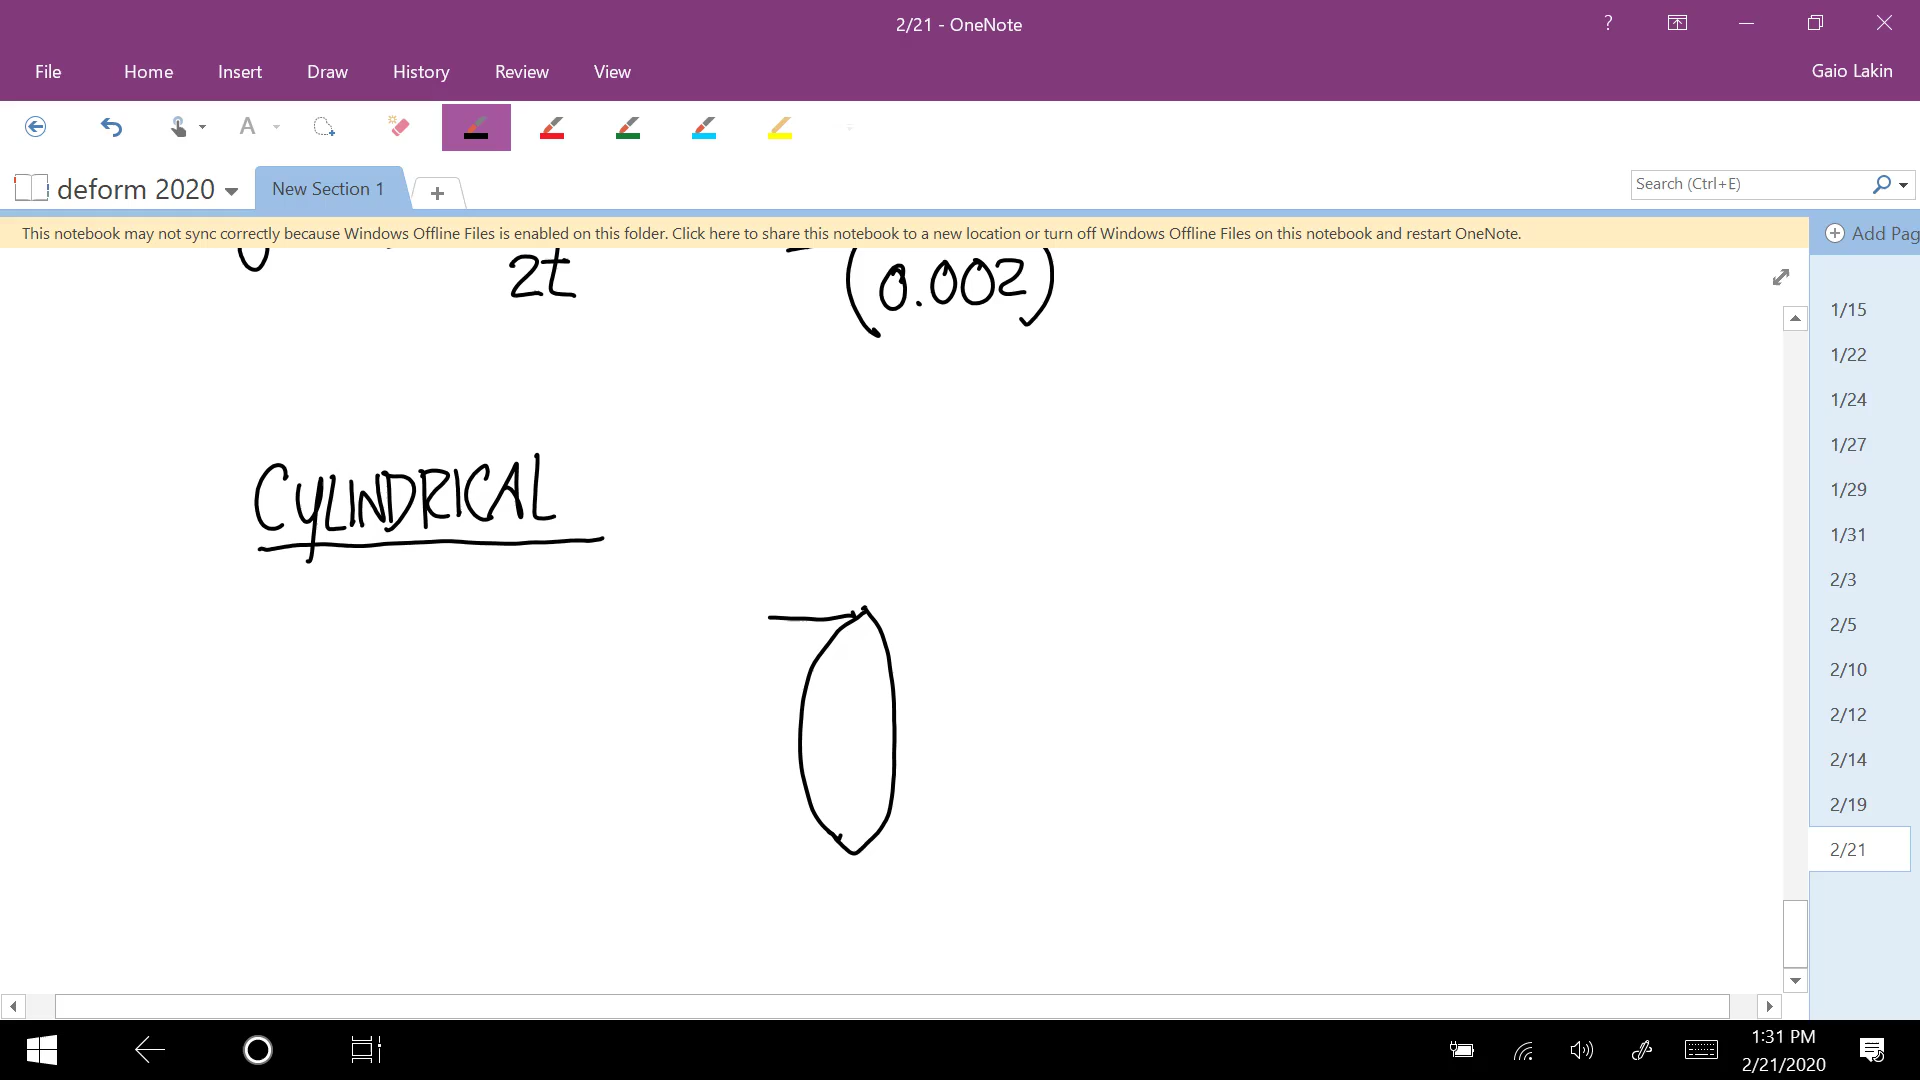 2/21 - OneNote
?
File Home Insert Draw History Review View
Gaio Lakin
A
deform 2020
New Section 1
+
Search (Ctrl+E)
This notebook may not sync correctly because Windows Offline Files is enabled on this folder. Click here to share this notebook to a new location or turn off Windows Offline Files on this notebook and restart OneNote.
Add Pag
2t
(0.002)
CYLINDRICAL
1/15
1/22
1/24
1/27
1/29
1/31
2/3
2/5
2/10
2/12
2/14
2/19
2/21
1:31 PM
2/21/2020